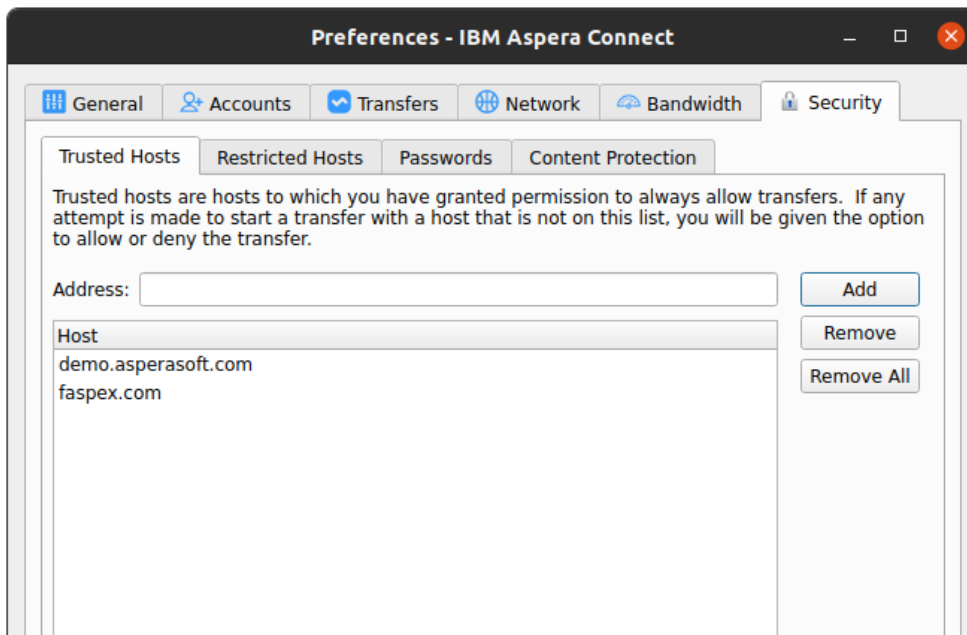 Preferences - IBM Aspera Connect
General Accounts Transfers Network Bandwidth Security
Trusted Hosts Restricted Hosts Passwords Content Protection
Trusted hosts are hosts to which you have granted permission to always allow transfers.  If any
attempt is made to start a transfer with a host that is not on this list, you will be given the option
to allow or deny the transfer.
Address: Add
Host Remove
demo.asperasoft.com Remove All
faspex.com